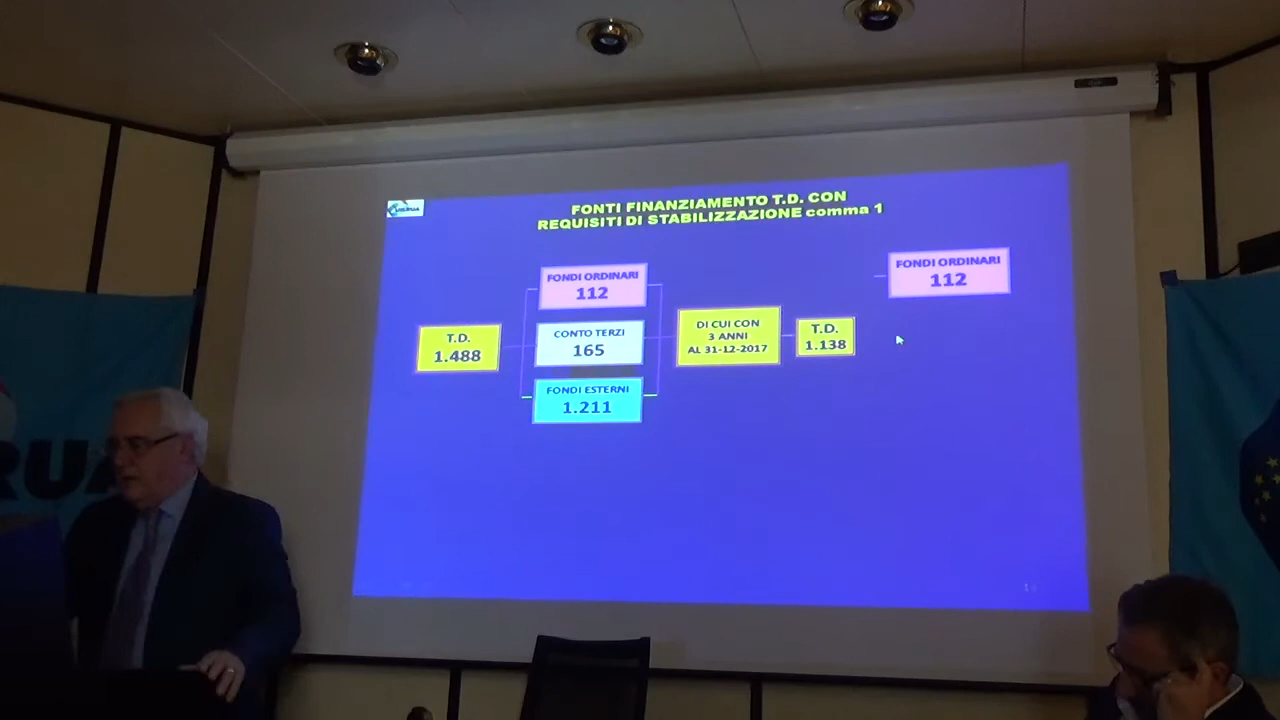 FONTI FINANZIAMENTO T.D. CON
REQUISITI DI STABILIZZAZIONE comma 1
T.D.
1.488
FONDI ORDINARI
112
CONTO TERZI
165
FONDI ESTERNI
1.211
DI CUI CON
3 ANNI
AL 31-12-2017
T.D.
1.138
FONDI ORDINARI
112
RUA